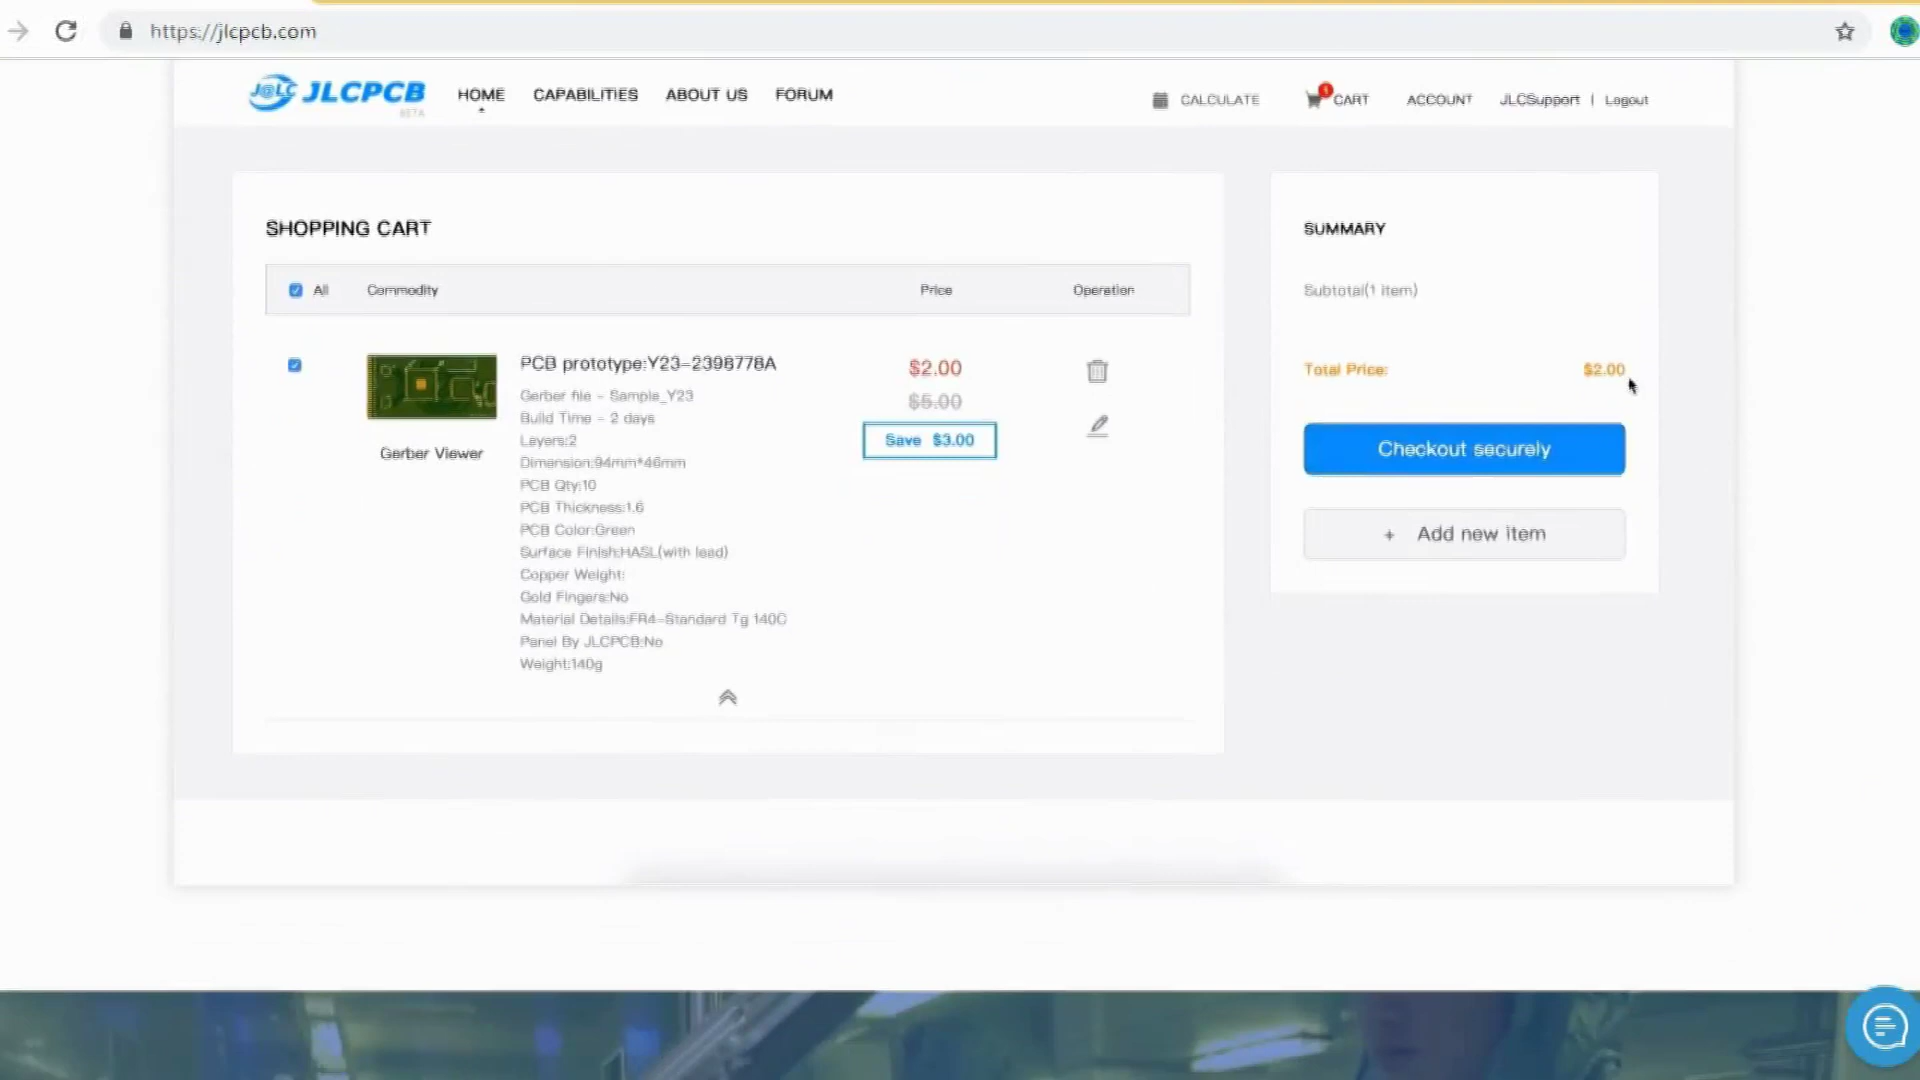 https://jlcpcb.com
J@LC JLCPCB
BETA
HOME CAPABILITIES ABOUT US FORUM
CALCULATE 1 CART ACCOUNT JLCSupport | Logout
SHOPPING CART
All Commodity Price Operation
PCB prototype:Y23-2398778A
Gerber file - Sample_Y23
Build Time - 2 days
Layers:2
Dimension:94mm*46mm
PCB Qty:10
PCB Thickness:1.6
PCB Color:Green
Surface Finish:HASL(with lead)
Copper Weight:
Gold Fingers:No
Material Details:FR4-Standard Tg 140C
Panel By JLCPCB:No
Weight:140g
Gerber Viewer
$2.00
$5.00
Save $3.00
SUMMARY
Subtotal(1 item)
Total Price: $2.00
Checkout securely
+ Add new item